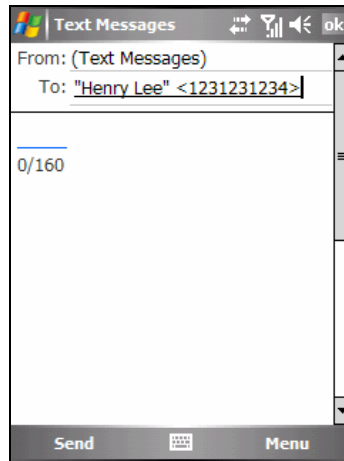 Text Messages ok
From: (Text Messages)
To: "Henry Lee" <1231231234>
0/160
Send Menu